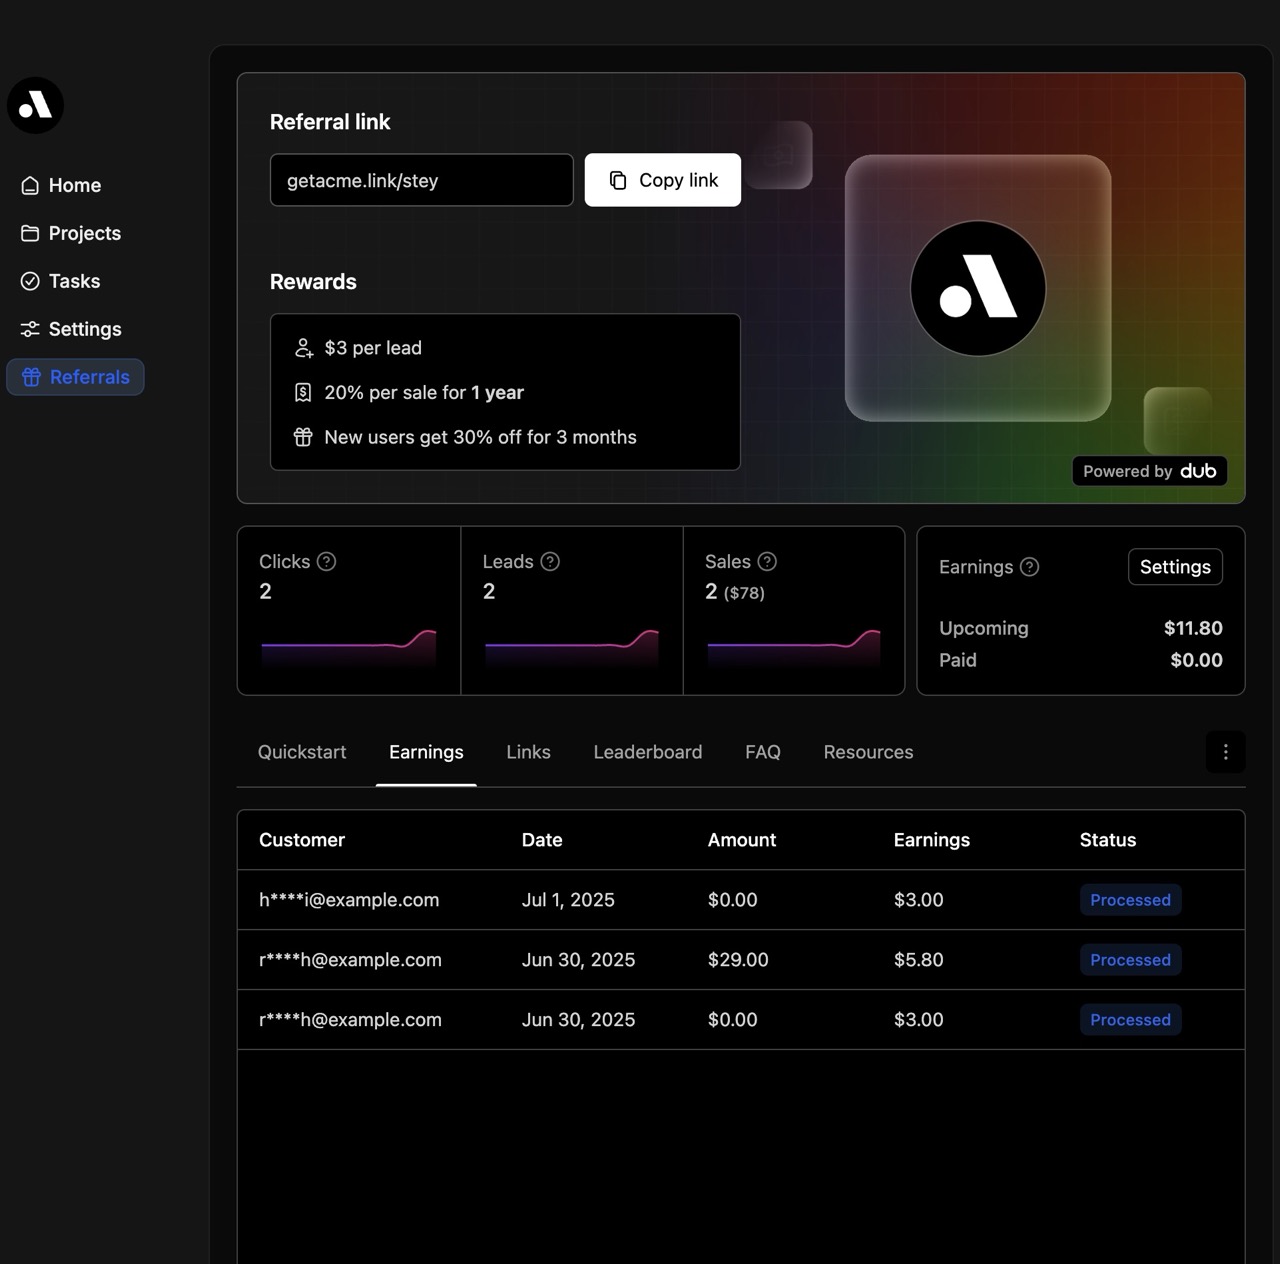 Home
Projects
Tasks
Settings
Referrals
Referral link
getacme.link/stey
Copy link
Rewards
$3 per lead
20% per sale for 1 year
New users get 30% off for 3 months
Powered by dub
Clicks ?
2
Leads ?
2
Sales ?
2 ($78)
Earnings ?
Settings
Upcoming $11.80
Paid $0.00
Quickstart Earnings Links Leaderboard FAQ Resources
Customer Date Amount Earnings Status
h****i@example.com Jul 1, 2025 $0.00 $3.00 Processed
r****h@example.com Jun 30, 2025 $29.00 $5.80 Processed
r****h@example.com Jun 30, 2025 $0.00 $3.00 Processed